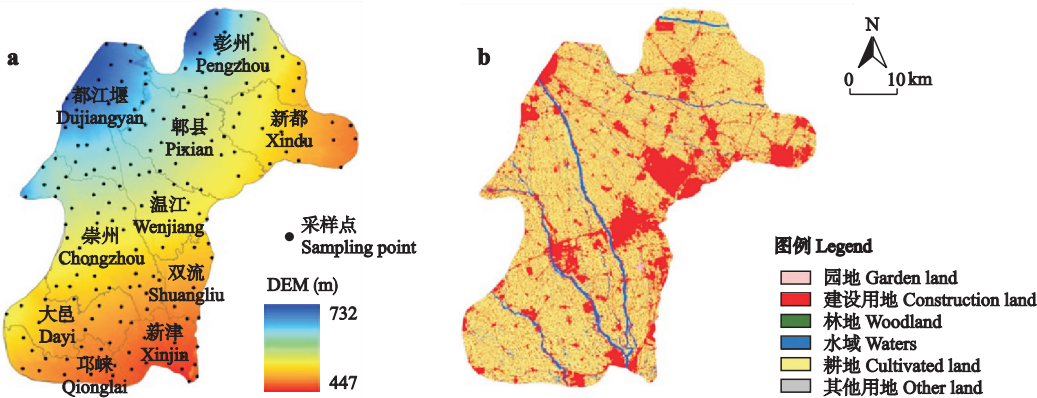 a
彭州
Pengzhou
都江堰
Dujiangyan
郫县
Pixian
新都
Xindu
温江
Wenjiang
崇州
Chongzhou
双流
Shuangliu
大邑
Dayi
新津
Xinjin
邛崃
Qionglai
采样点
Sampling point
DEM (m)
732
447
b
N
0 10 km
图例 Legend
园地 Garden land
建设用地 Construction land
林地 Woodland
水域 Waters
耕地 Cultivated land
其他用地 Other land